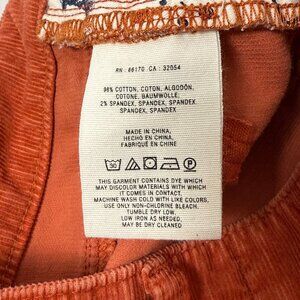 RN : 66170 CA : 32054
98% COTTON, COTON, ALGODÓN,
COTONE, BAUMWOLLE;
2% SPANDEX, SPANDEX, SPANDEX,
SPANDEX, SPANDEX
MADE IN CHINA,
HECHO EN CHINA,
FABRIQUÉ EN CHINE
30
THIS GARMENT CONTAINS DYE WHICH
MAY DISCOLOR MATERIALS WITH WHICH
IT COMES IN CONTACT.
MACHINE WASH COLD WITH LIKE COLORS,
USE ONLY NON-CHLORINE BLEACH.
TUMBLE DRY LOW,
LOW IRON AS NEEDED,
MAY BE DRY CLEANED